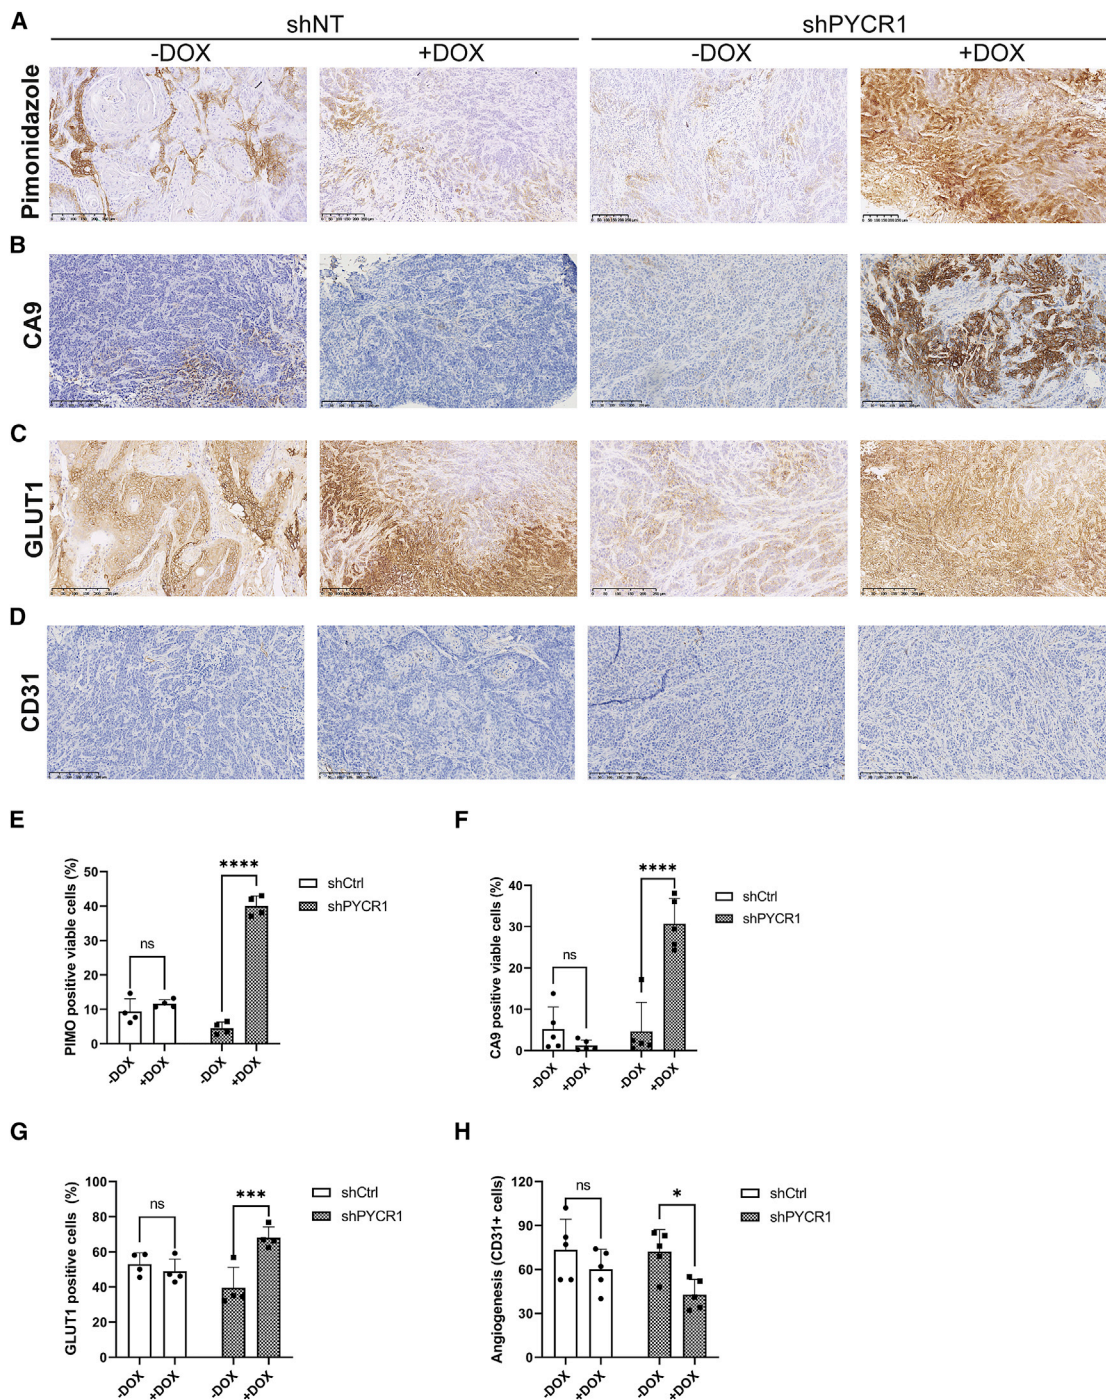 A
shNT
shPYCR1
-DOX
+DOX
-DOX
+DOX
Pimonidazole
B
CA9
C
GLUT1
D
CD31
E
PIMO positive viable cells (%)
50
40
30
20
10
0
ns
****
-DOX
+DOX
-DOX
+DOX
shCtrl
shPYCR1
F
CA9 positive viable cells (%)
40
30
20
10
0
ns
****
-DOX
+DOX
-DOX
+DOX
shCtrl
shPYCR1
G
GLUT1 positive cells (%)
100
80
60
40
20
0
ns
***
-DOX
+DOX
-DOX
+DOX
shCtrl
shPYCR1
H
Angiogenesis (CD31+ cells)
120
90
60
30
0
ns
*
-DOX
+DOX
-DOX
+DOX
shCtrl
shPYCR1